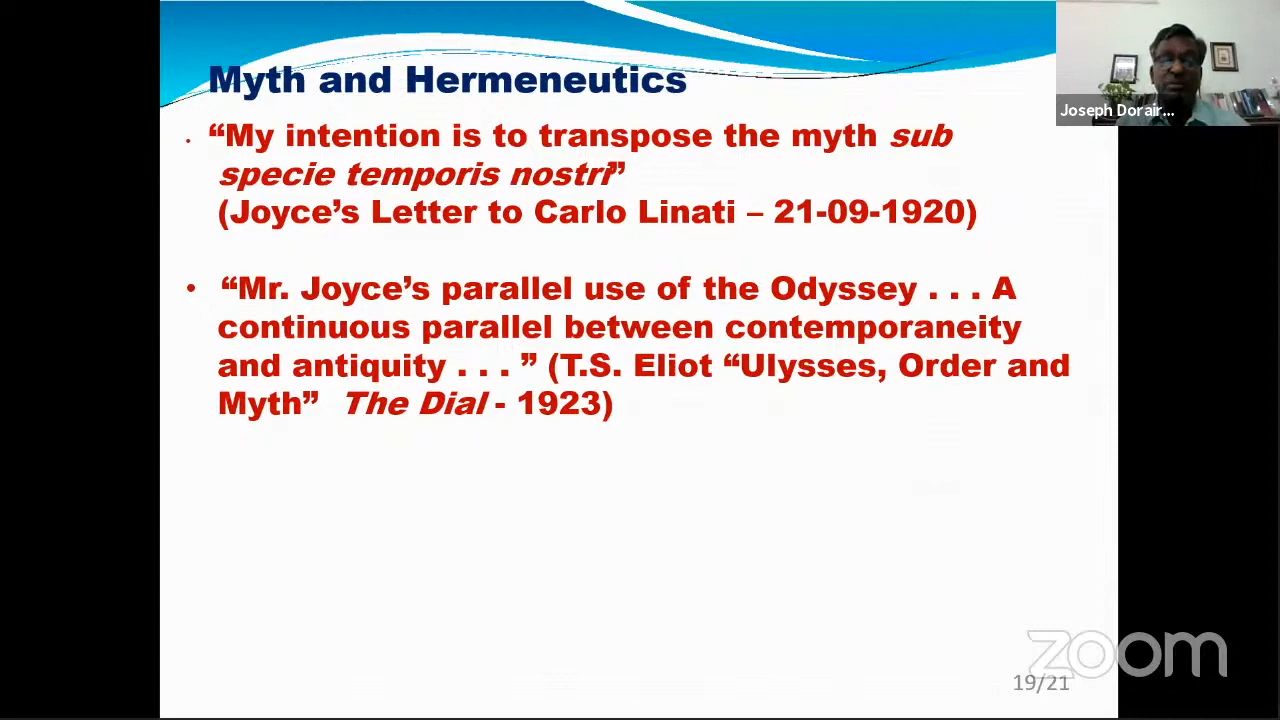 Myth and Hermeneutics
Joseph Dorair...
• “My intention is to transpose the myth sub
specie temporis nostri”
(Joyce’s Letter to Carlo Linati – 21-09-1920)
• “Mr. Joyce’s parallel use of the Odyssey . . . A
continuous parallel between contemporaneity
and antiquity . . . ” (T.S. Eliot “Ulysses, Order and
Myth” The Dial - 1923)
zoom
19/21